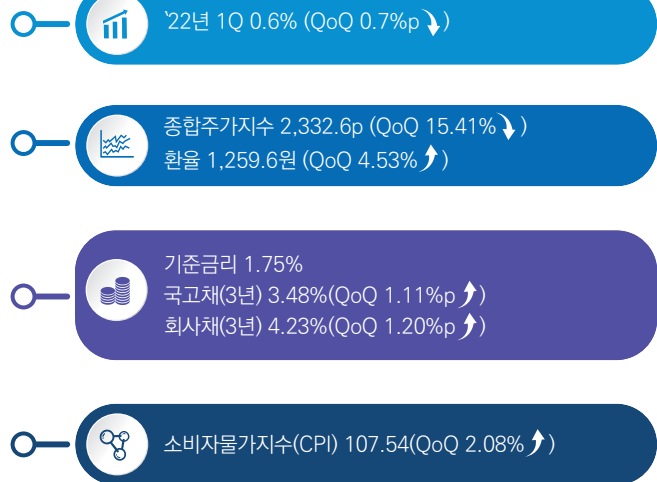 '22년 1Q 0.6% (QoQ 0.7%p⤵)
종합주가지수 2,332.6p (QoQ 15.41%⤵)
환율 1,259.6원 (QoQ 4.53%⤴)
기준금리 1.75%
국고채(3년) 3.48%(QoQ 1.11%p⤴)
회사채(3년) 4.23%(QoQ 1.20%p⤴)
소비자물가지수(CPI) 107.54(QoQ 2.08%⤴)